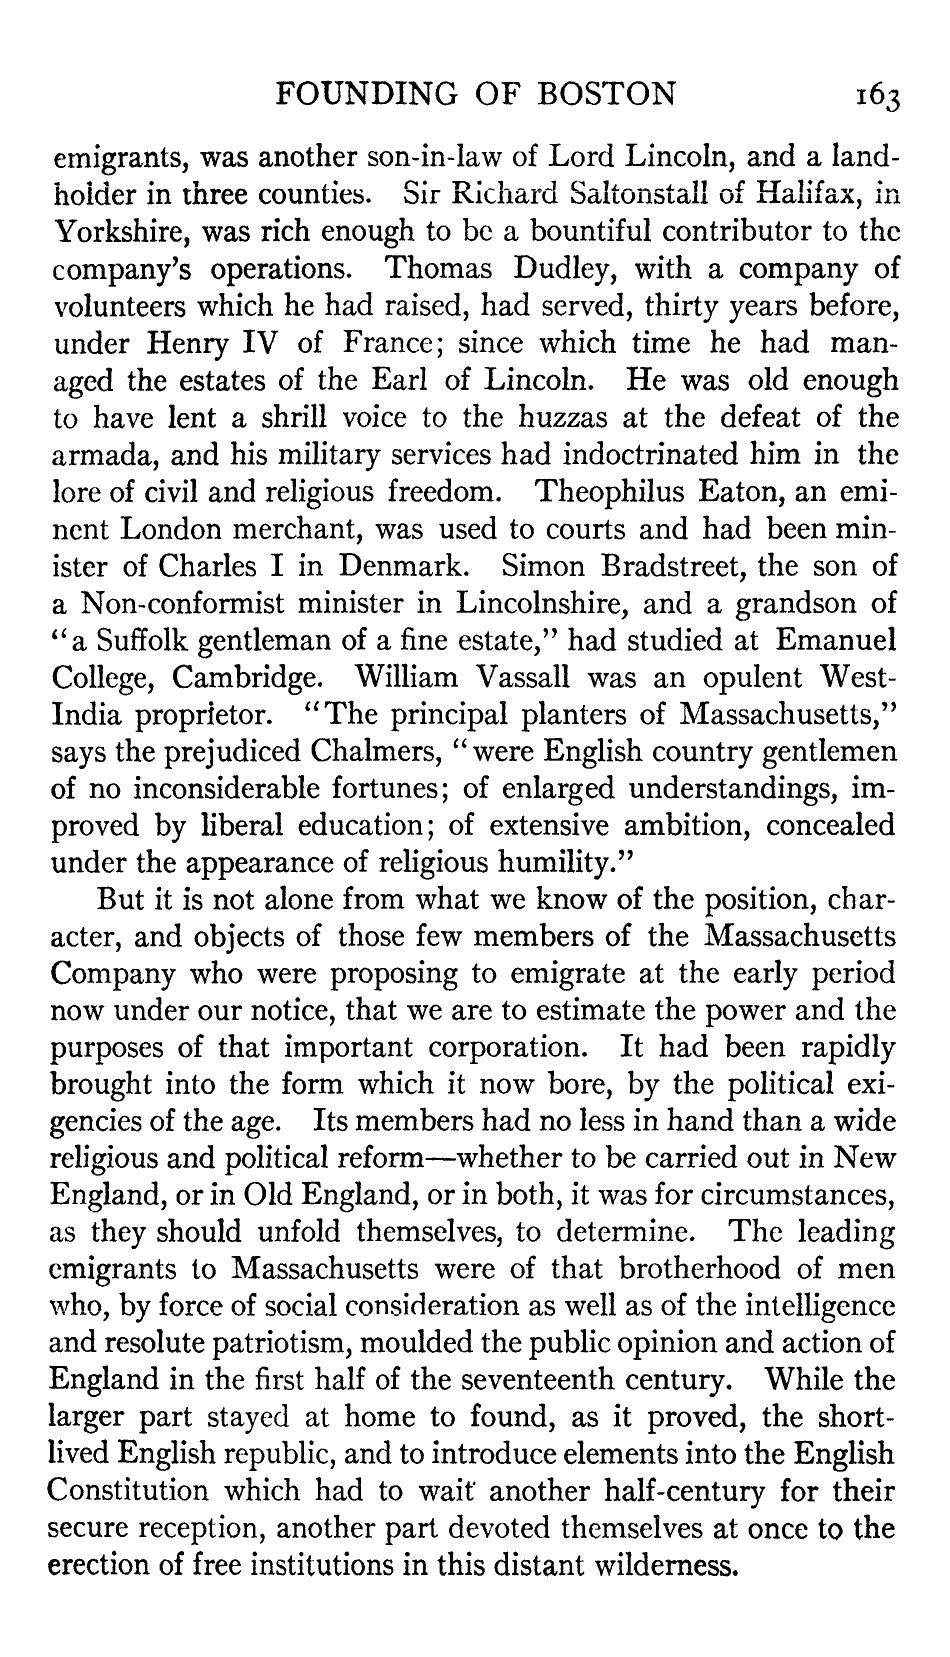 FOUNDING OF BOSTON 163
emigrants, was another son-in-law of Lord Lincoln, and a land-
holder in three counties. Sir Richard Saltonstall of Halifax, in
Yorkshire, was rich enough to be a bountiful contributor to the
company's operations. Thomas Dudley, with a company of
volunteers which he had raised, had served, thirty years before,
under Henry IV of France; since which time he had man-
aged the estates of the Earl of Lincoln. He was old enough
to have lent a shrill voice to the huzzas at the defeat of the
armada, and his military services had indoctrinated him in the
lore of civil and religious freedom. Theophilus Eaton, an emi-
nent London merchant, was used to courts and had been min-
ister of Charles I in Denmark. Simon Bradstreet, the son of
a Non-conformist minister in Lincolnshire, and a grandson of
"a Suffolk gentleman of a fine estate," had studied at Emanuel
College, Cambridge. William Vassall was an opulent West-
India proprietor. "The principal planters of Massachusetts,"
says the prejudiced Chalmers, "were English country gentlemen
of no inconsiderable fortunes; of enlarged understandings, im-
proved by liberal education; of extensive ambition, concealed
under the appearance of religious humility."
But it is not alone from what we know of the position, char-
acter, and objects of those few members of the Massachusetts
Company who were proposing to emigrate at the early period
now under our notice, that we are to estimate the power and the
purposes of that important corporation. It had been rapidly
brought into the form which it now bore, by the political exi-
gencies of the age. Its members had no less in hand than a wide
religious and political reform—whether to be carried out in New
England, or in Old England, or in both, it was for circumstances,
as they should unfold themselves, to determine. The leading
emigrants to Massachusetts were of that brotherhood of men
who, by force of social consideration as well as of the intelligence
and resolute patriotism, moulded the public opinion and action of
England in the first half of the seventeenth century. While the
larger part stayed at home to found, as it proved, the short-
lived English republic, and to introduce elements into the English
Constitution which had to wait another half-century for their
secure reception, another part devoted themselves at once to the
erection of free institutions in this distant wilderness.